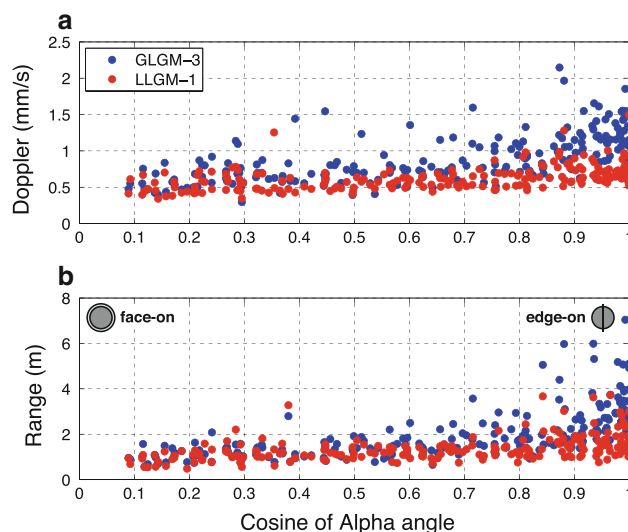 a
2.5
2
1.5
1
0.5
0
Doppler (mm/s)
GLGM−3
LLGM−1
0 0.1 0.2 0.3 0.4 0.5 0.6 0.7 0.8 0.9 1
b
8
6
4
2
0
Range (m)
face-on
edge-on
0 0.1 0.2 0.3 0.4 0.5 0.6 0.7 0.8 0.9 1
Cosine of Alpha angle